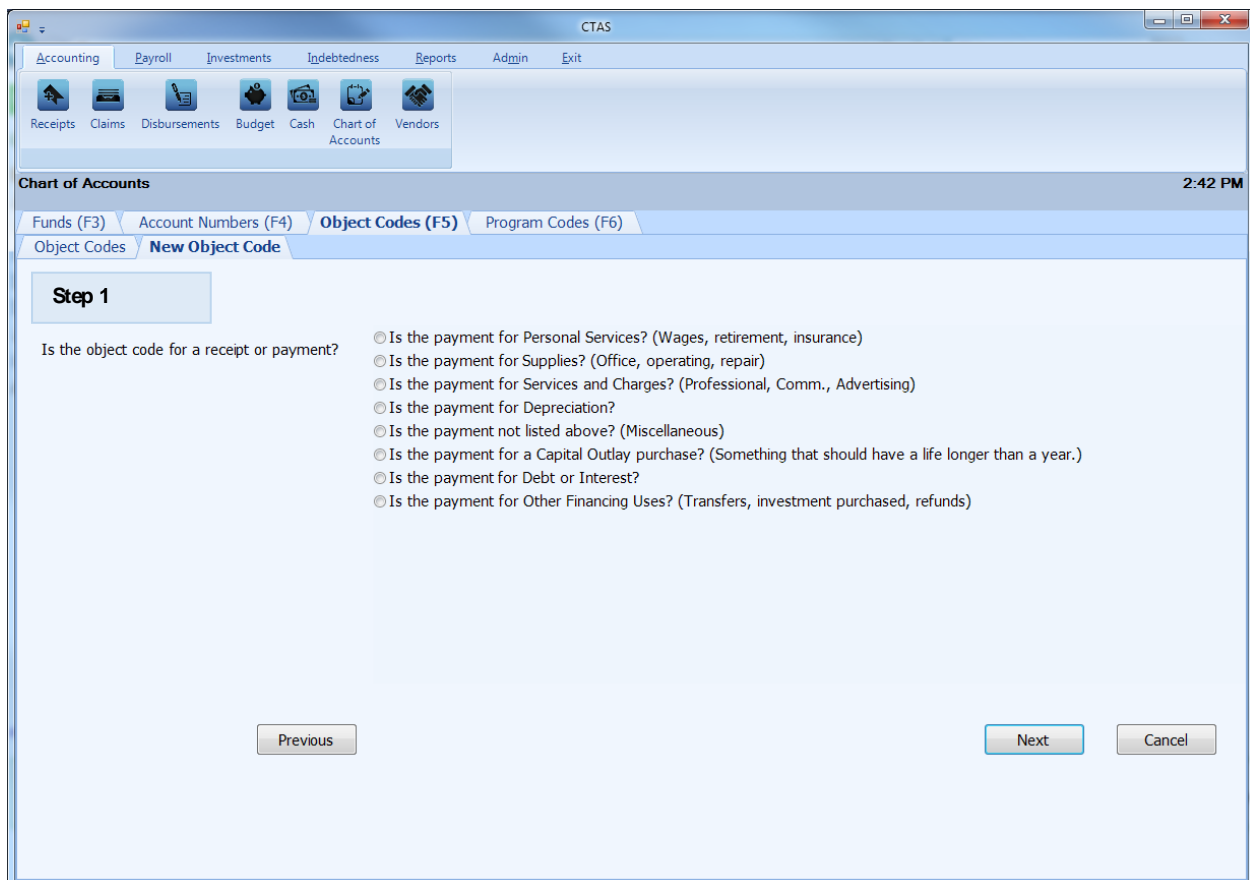 CTAS
Accounting Payroll Investments Indebtedness Reports Admin Exit
Receipts Claims Disbursements Budget Cash Chart of Accounts Vendors
Chart of Accounts 2:42 PM
Funds (F3) Account Numbers (F4) Object Codes (F5) Program Codes (F6)
Object Codes New Object Code
Step 1
Is the object code for a receipt or payment?
Is the payment for Personal Services? (Wages, retirement, insurance)
Is the payment for Supplies? (Office, operating, repair)
Is the payment for Services and Charges? (Professional, Comm., Advertising)
Is the payment for Depreciation?
Is the payment not listed above? (Miscellaneous)
Is the payment for a Capital Outlay purchase? (Something that should have a life longer than a year.)
Is the payment for Debt or Interest?
Is the payment for Other Financing Uses? (Transfers, investment purchased, refunds)
Previous Next Cancel